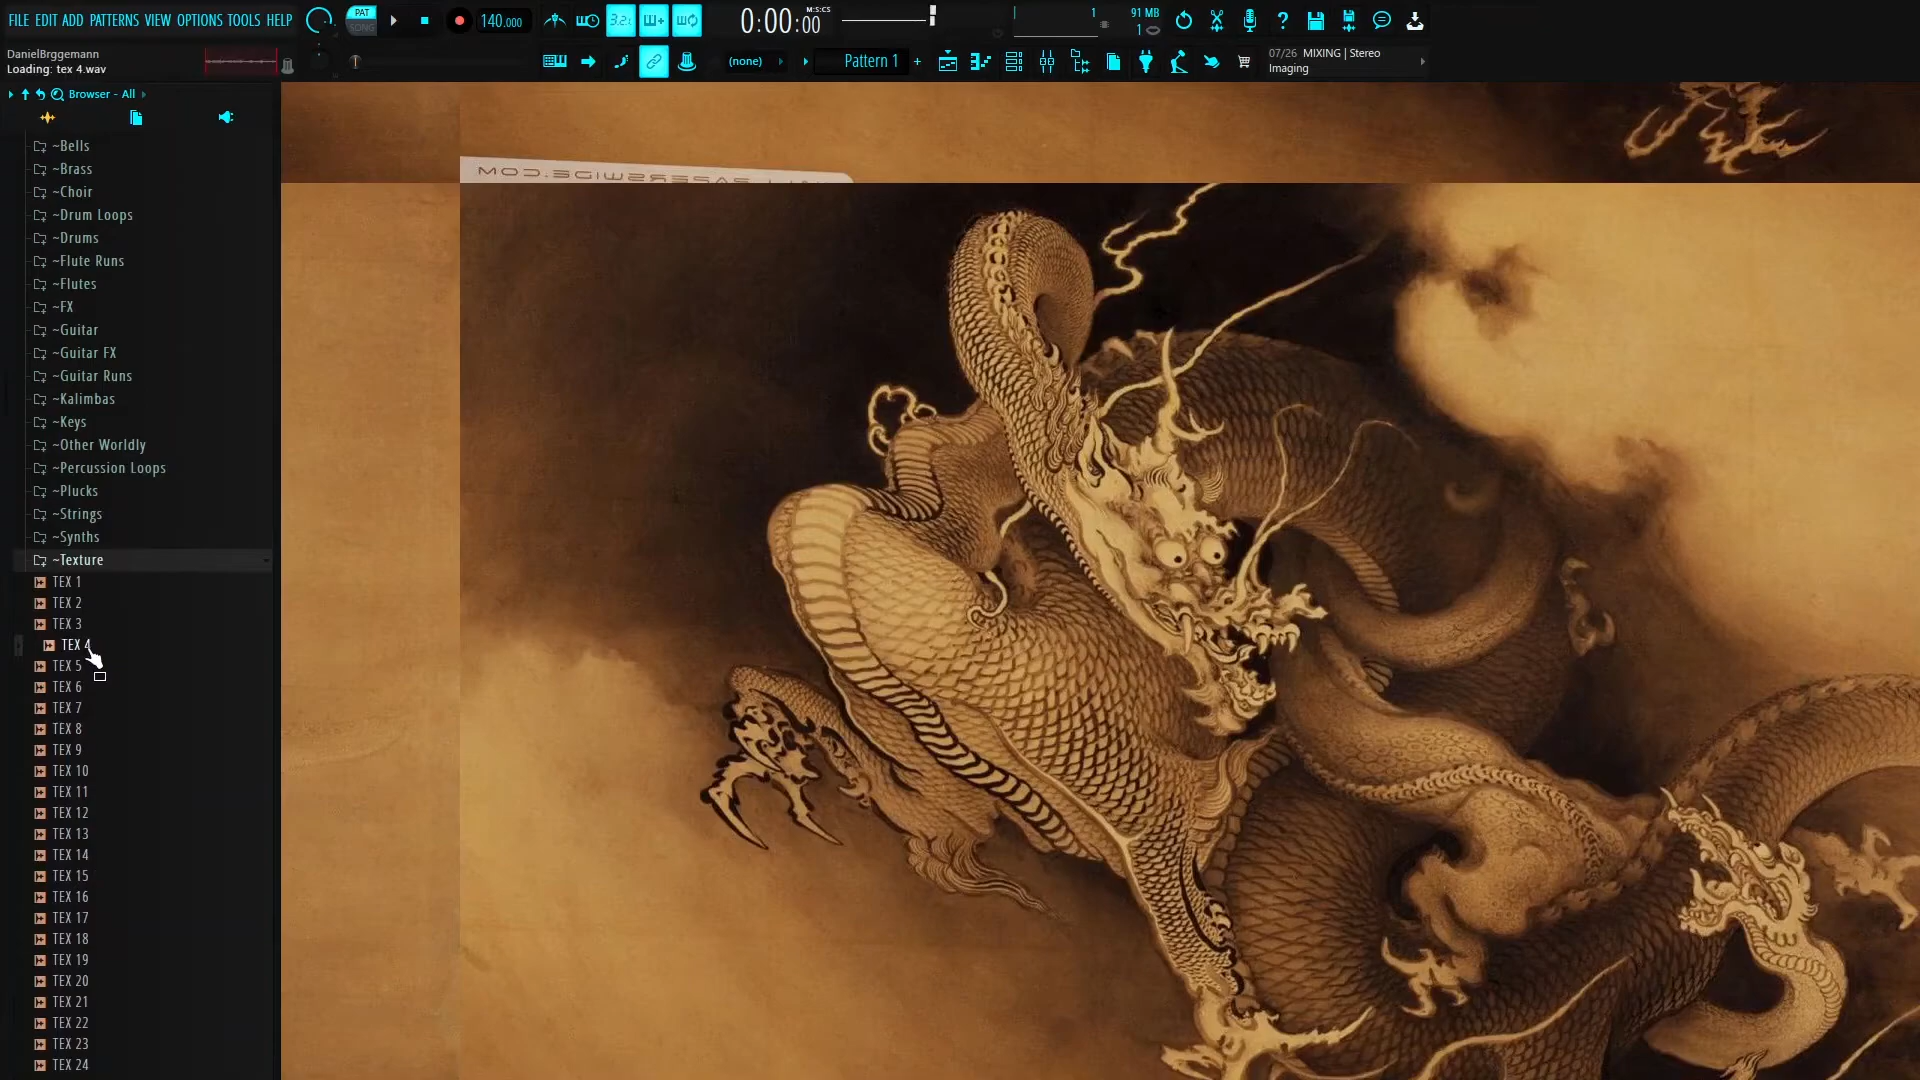 FILE EDIT ADD PATTERNS VIEW OPTIONS TOOLS HELP
PAT
SONG
140.000
3.2.
0:00:00
M:S:CS
1
91 MB
1
DanielBrggemann
Loading: tex 4.wav
(none)
Pattern 1
07/26 MIXING | Stereo
Imaging
Browser - All
~Bells
~Brass
~Choir
~Drum Loops
~Drums
~Flute Runs
~Flutes
~FX
~Guitar
~Guitar FX
~Guitar Runs
~Kalimbas
~Keys
~Other Worldly
~Percussion Loops
~Plucks
~Strings
~Synths
~Texture
TEX 1
TEX 2
TEX 3
TEX 4
TEX 5
TEX 6
TEX 7
TEX 8
TEX 9
TEX 10
TEX 11
TEX 12
TEX 13
TEX 14
TEX 15
TEX 16
TEX 17
TEX 18
TEX 19
TEX 20
TEX 21
TEX 22
TEX 23
TEX 24